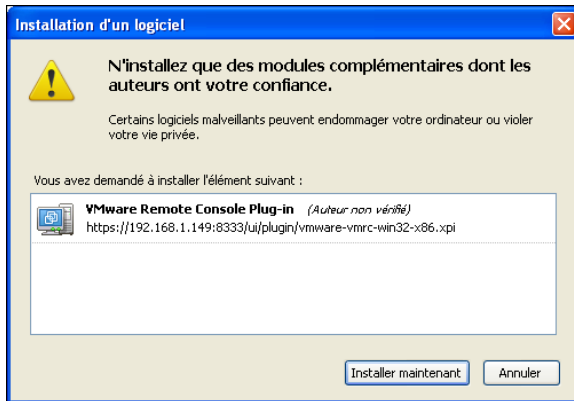 Installation d'un logiciel
N'installez que des modules complémentaires dont les
auteurs ont votre confiance.
Certains logiciels malveillants peuvent endommager votre ordinateur ou violer
votre vie privée.
Vous avez demandé à installer l'élément suivant :
VMware Remote Console Plug-in (Auteur non vérifié)
https://192.168.1.149:8333/ui/plugin/vmware-vmrc-win32-x86.xpi
Installer maintenant
Annuler